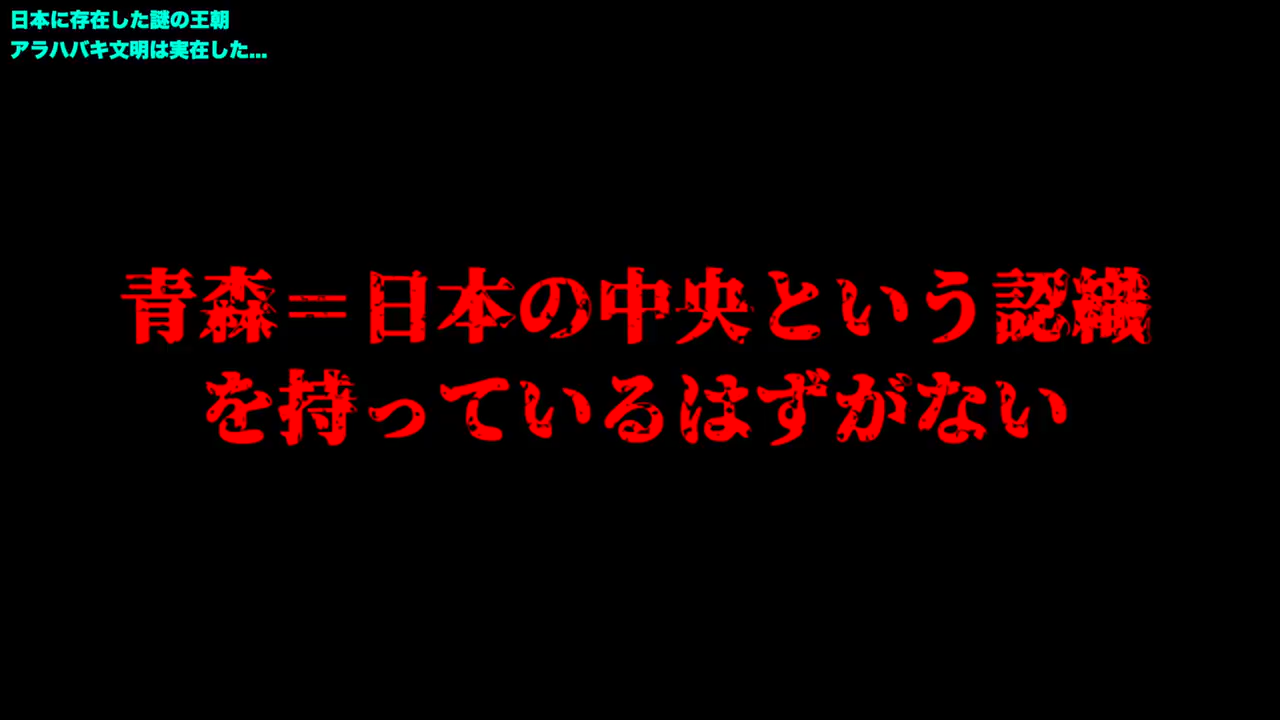 日本に存在した謎の王朝
アラハバキ文明は実在した...
青森＝日本の中央という認識
を持っているはずがない